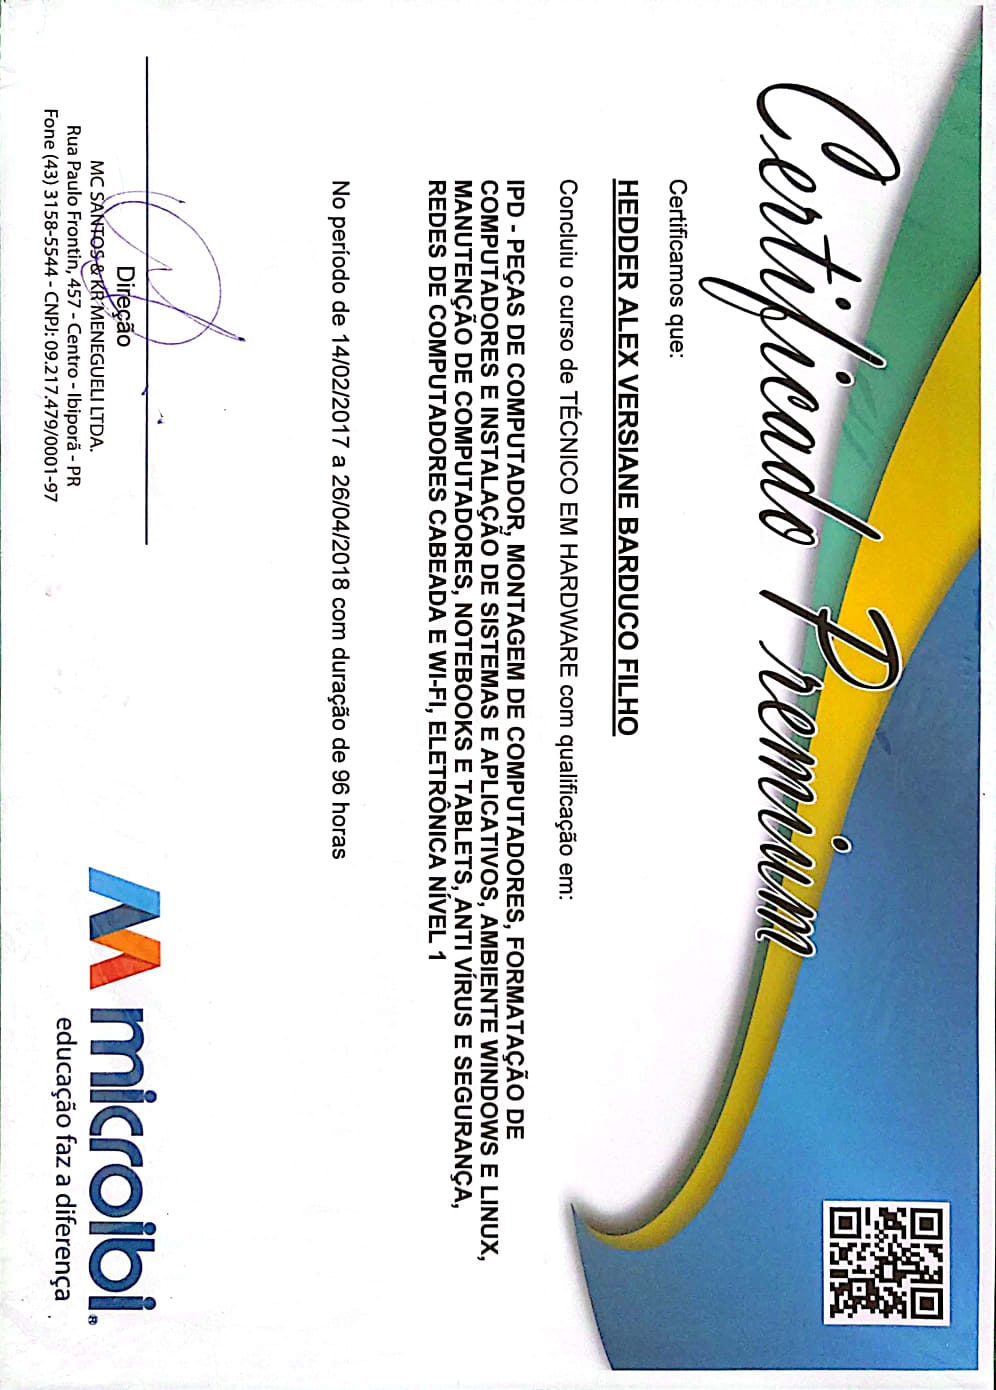 Certificado Premium
Certificamos que:
HEDDER ALEX VERSIANE BARDUCO FILHO
Concluiu o curso de TÉCNICO EM HARDWARE com qualificação em:
IPD - PEÇAS DE COMPUTADOR, MONTAGEM DE COMPUTADORES, FORMATAÇÃO DE
COMPUTADORES E INSTALAÇÃO DE SISTEMAS E APLICATIVOS, AMBIENTE WINDOWS E LINUX,
MANUTENÇÃO DE COMPUTADORES, NOTEBOOKS E TABLETS, ANTI VÍRUS E SEGURANÇA,
REDES DE COMPUTADORES CABEADA E WI-FI, ELETRÔNICA NÍVEL 1
No período de 14/02/2017 a 26/04/2018 com duração de 96 horas
Direção
MC SANTOS & KR MENEGUELI LTDA.
Rua Paulo Frontin, 457 - Centro - Ibiporã - PR
Fone (43) 3158-5544 - CNPJ: 09.217.479/0001-97
microibi®
educação faz a diferença